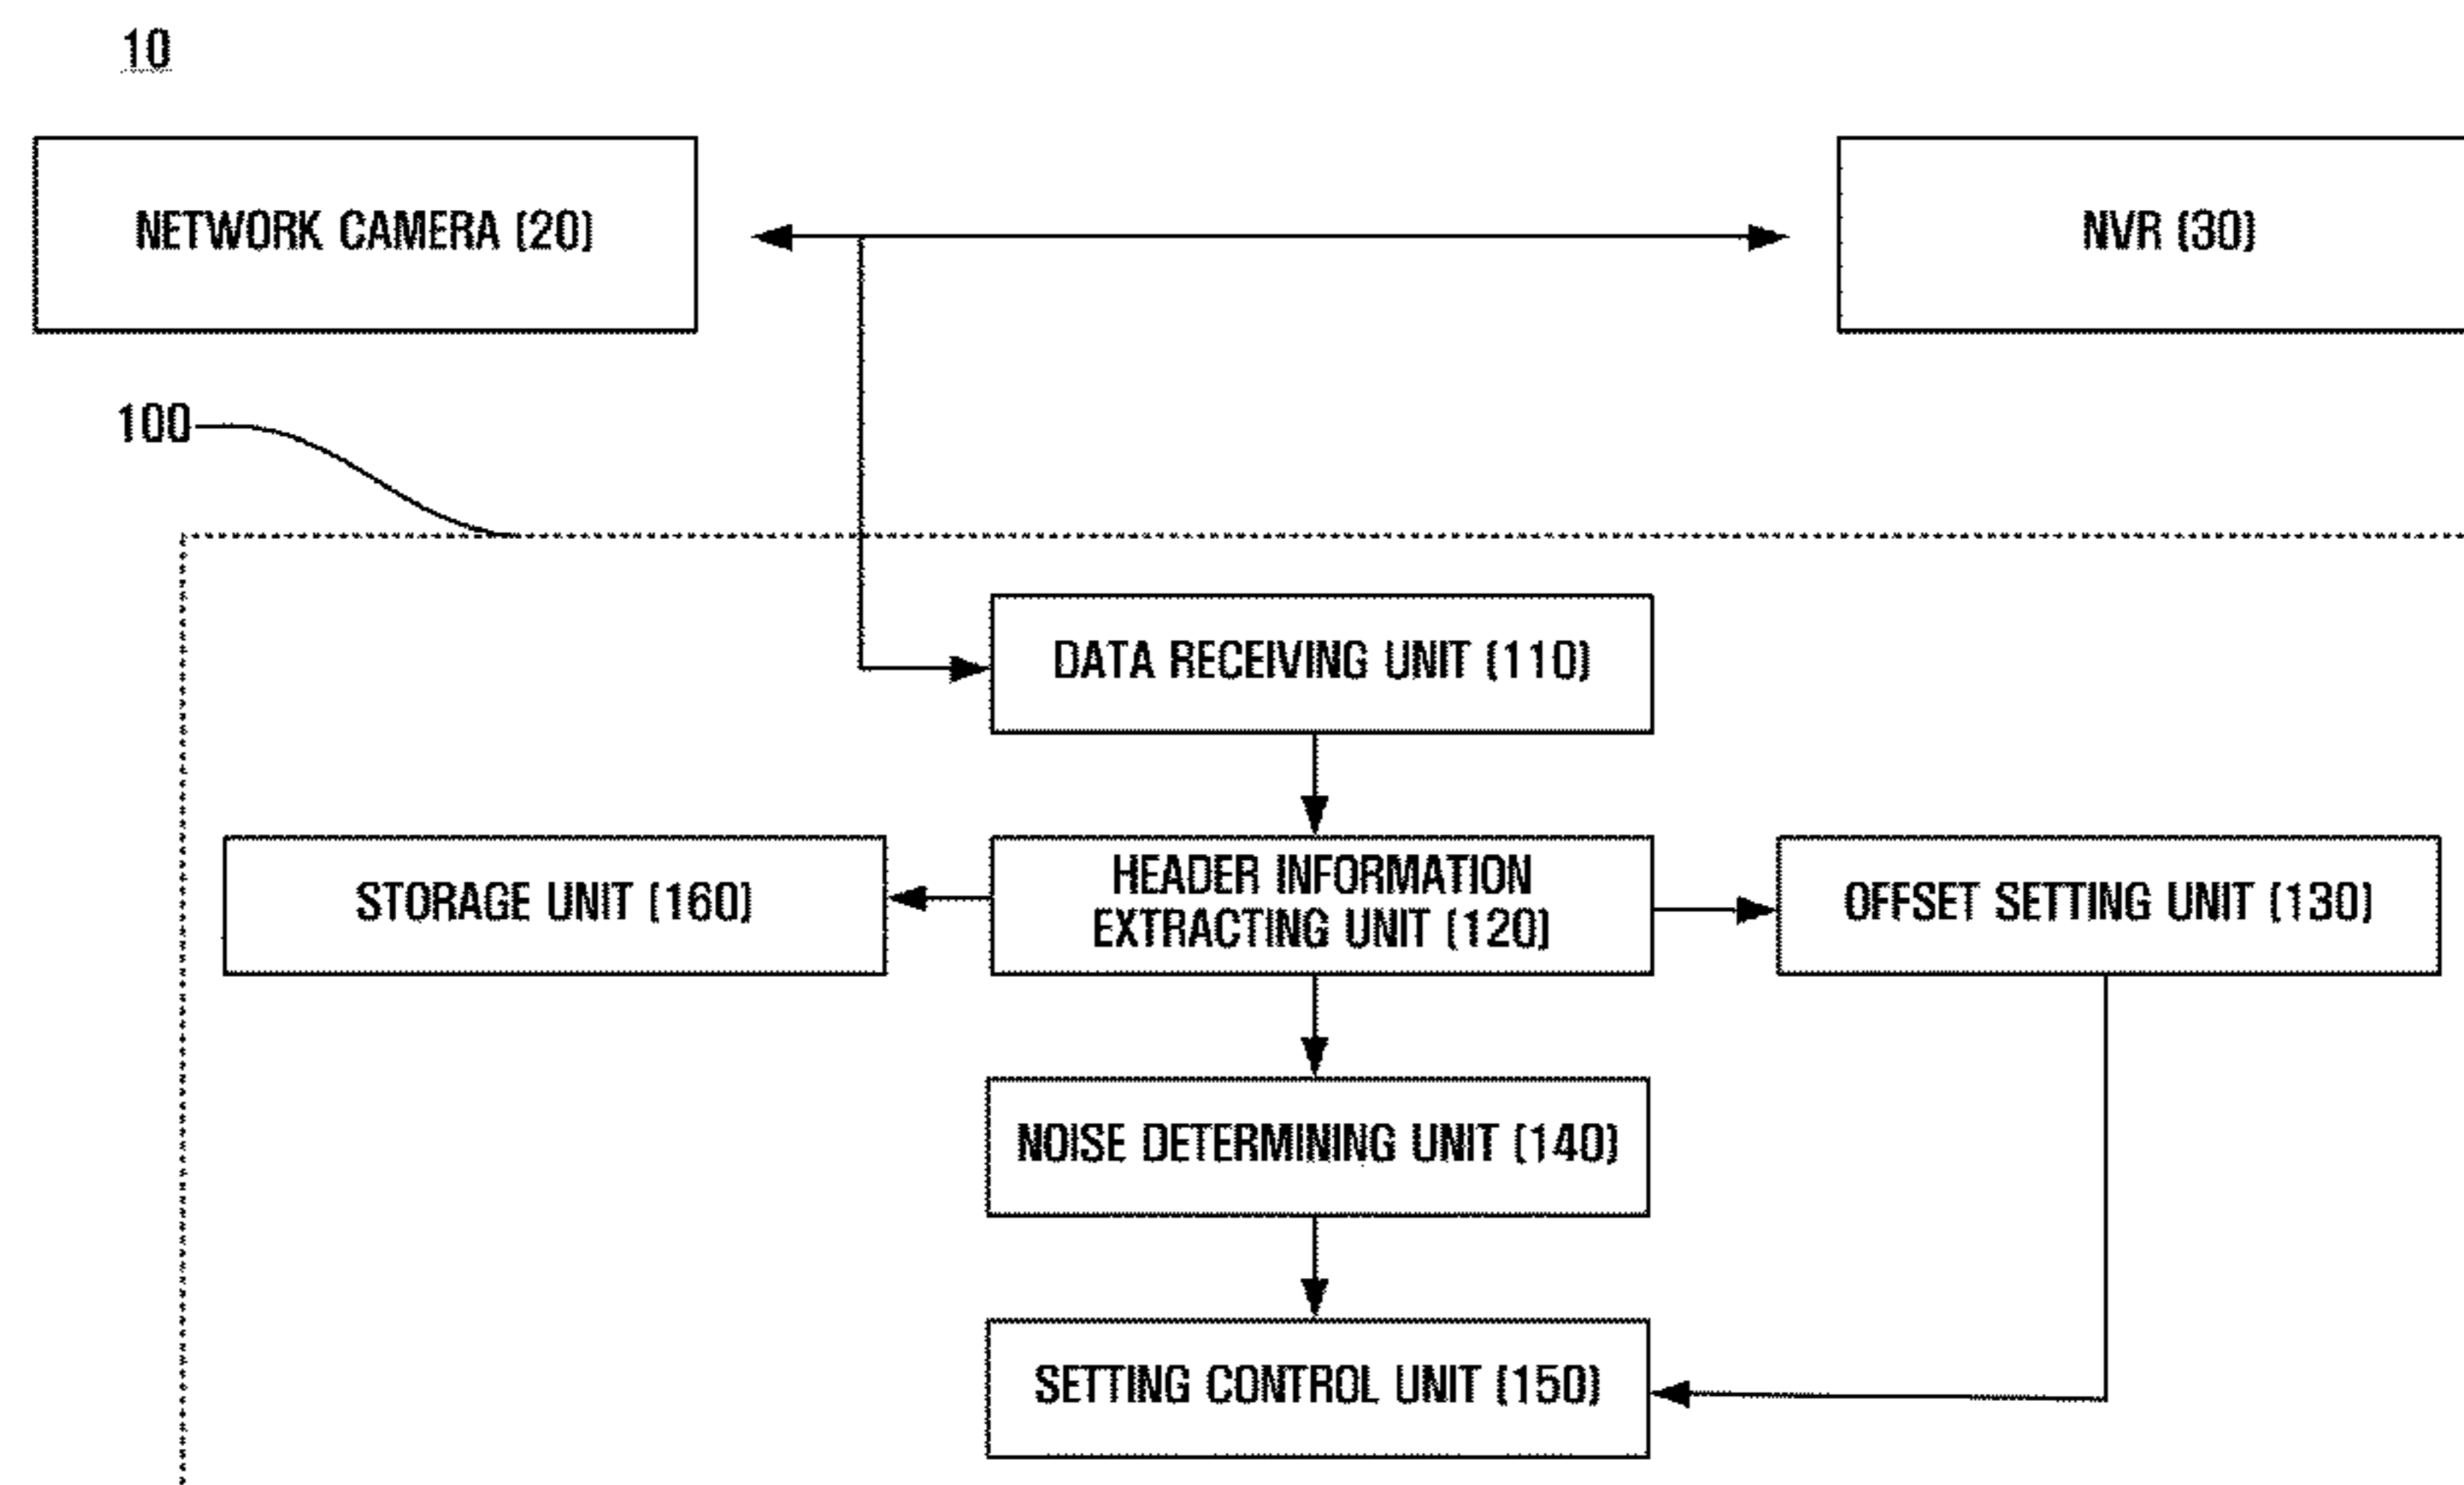 10
NETWORK CAMERA (20)
NVR (30)
100
DATA RECEIVING UNIT (110)
STORAGE UNIT (160)
HEADER INFORMATION
EXTRACTING UNIT (120)
OFFSET SETTING UNIT (130)
NOISE DETERMINING UNIT (140)
SETTING CONTROL UNIT (150)